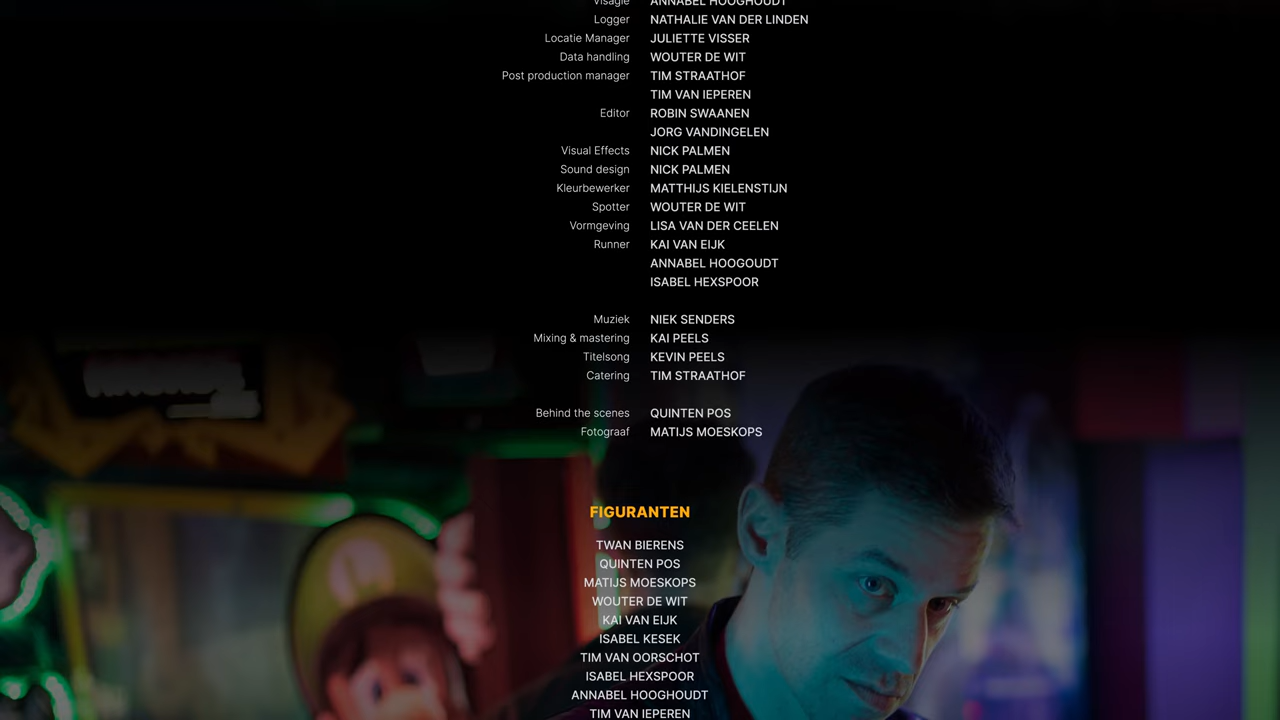 Visagie ANNABEL HOOGHOUDT
Logger NATHALIE VAN DER LINDEN
Locatie Manager JULIETTE VISSER
Data handling WOUTER DE WIT
Post production manager TIM STRAATHOF
TIM VAN IEPEREN
Editor ROBIN SWAANEN
JORG VANDINGELEN
Visual Effects NICK PALMEN
Sound design NICK PALMEN
Kleurbewerker MATTHIJS KIELENSTIJN
Spotter WOUTER DE WIT
Vormgeving LISA VAN DER CEELEN
Runner KAI VAN EIJK
ANNABEL HOOGOUDT
ISABEL HEXSPOOR
Muziek NIEK SENDERS
Mixing & mastering KAI PEELS
Titelsong KEVIN PEELS
Catering TIM STRAATHOF
Behind the scenes QUINTEN POS
Fotograaf MATIJS MOESKOPS
FIGURANTEN
TWAN BIERENS
QUINTEN POS
MATIJS MOESKOPS
WOUTER DE WIT
KAI VAN EIJK
ISABEL KESEK
TIM VAN OORSCHOT
ISABEL HEXSPOOR
ANNABEL HOOGHOUDT
TIM VAN IEPEREN